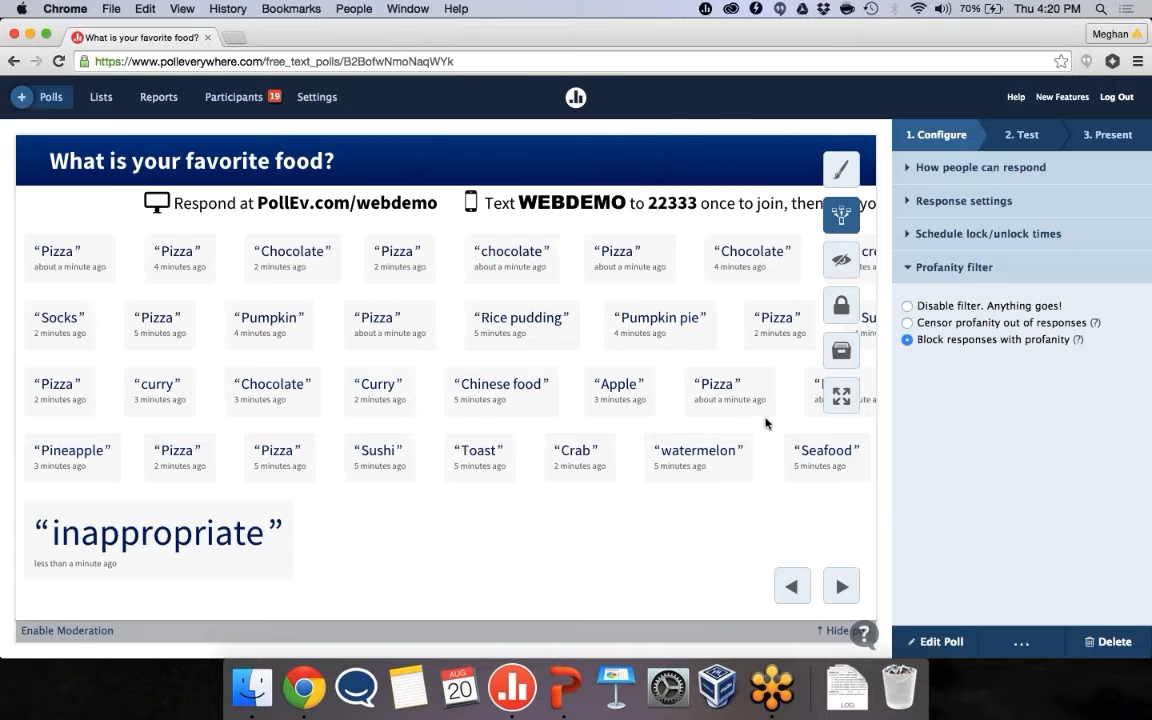 Chrome File Edit View History Bookmarks People Window Help 70% Thu 4:20 PM
What is your favorite food? Meghan
https://www.polleverywhere.com/free_text_polls/B2BofwNmoNaqWYk
+ Polls Lists Reports Participants 19 Settings Help New Features Log Out
1. Configure 2. Test 3. Present
What is your favorite food?
How people can respond
Respond at PollEv.com/webdemo Text WEBDEMO to 22333 once to join, then
Response settings
Schedule lock/unlock times
Profanity filter
Disable filter. Anything goes!
Censor profanity out of responses (?)
Block responses with profanity (?)
“Pizza” “Pizza” “Chocolate” “Pizza” “chocolate” “Pizza” “Chocolate”
about a minute ago 4 minutes ago 2 minutes ago 2 minutes ago about a minute ago about a minute ago 4 minutes ago
“Socks” “Pizza” “Pumpkin” “Pizza” “Rice pudding” “Pumpkin pie” “Pizza”
2 minutes ago 5 minutes ago 4 minutes ago about a minute ago 5 minutes ago 4 minutes ago 2 minutes ago
“Pizza” “curry” “Chocolate” “Curry” “Chinese food” “Apple” “Pizza”
2 minutes ago 3 minutes ago 3 minutes ago 2 minutes ago 5 minutes ago 3 minutes ago about a minute ago
“Pineapple” “Pizza” “Pizza” “Sushi” “Toast” “Crab” “watermelon” “Seafood”
3 minutes ago 2 minutes ago 5 minutes ago 5 minutes ago 5 minutes ago 2 minutes ago 5 minutes ago 5 minutes ago
“inappropriate”
less than a minute ago
Enable Moderation Hide
Edit Poll ... Delete
AUG
20
LOG